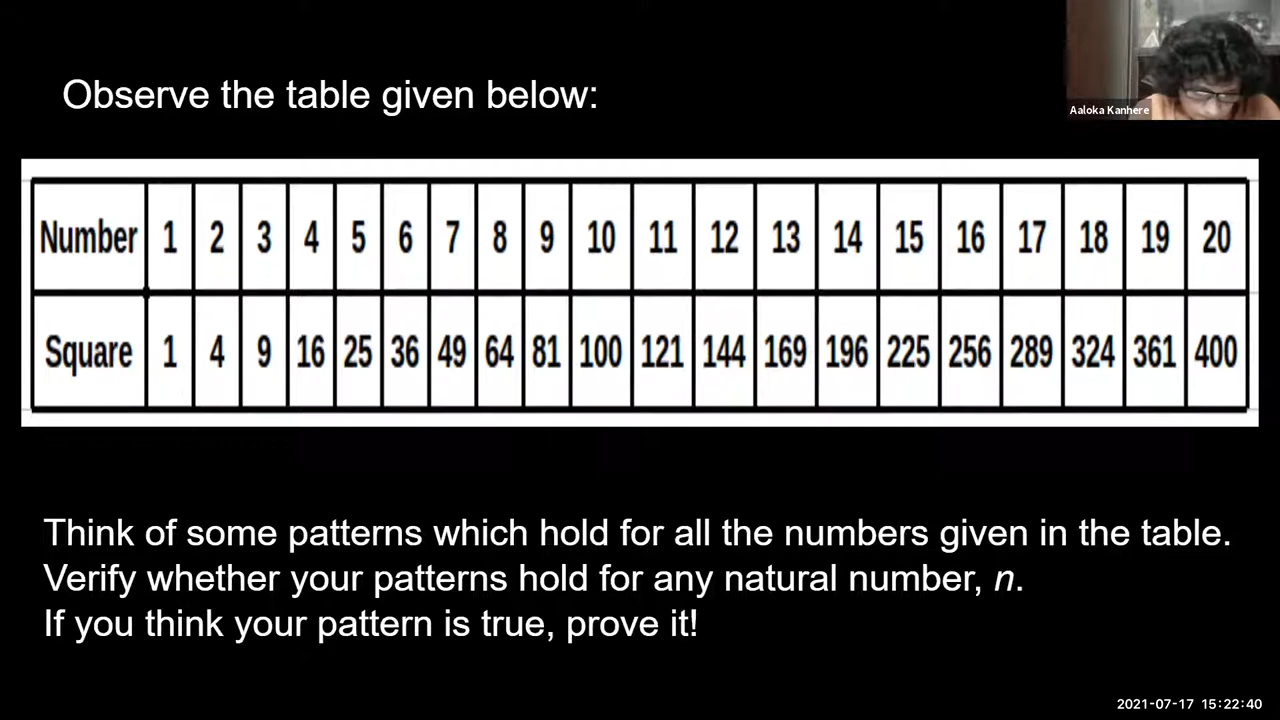 Observe the table given below:
Aaloka Kanhere
Number 1 2 3 4 5 6 7 8 9 10 11 12 13 14 15 16 17 18 19 20
Square 1 4 9 16 25 36 49 64 81 100 121 144 169 196 225 256 289 324 361 400
Think of some patterns which hold for all the numbers given in the table.
Verify whether your patterns hold for any natural number, n.
If you think your pattern is true, prove it!
2021-07-17 15:22:40